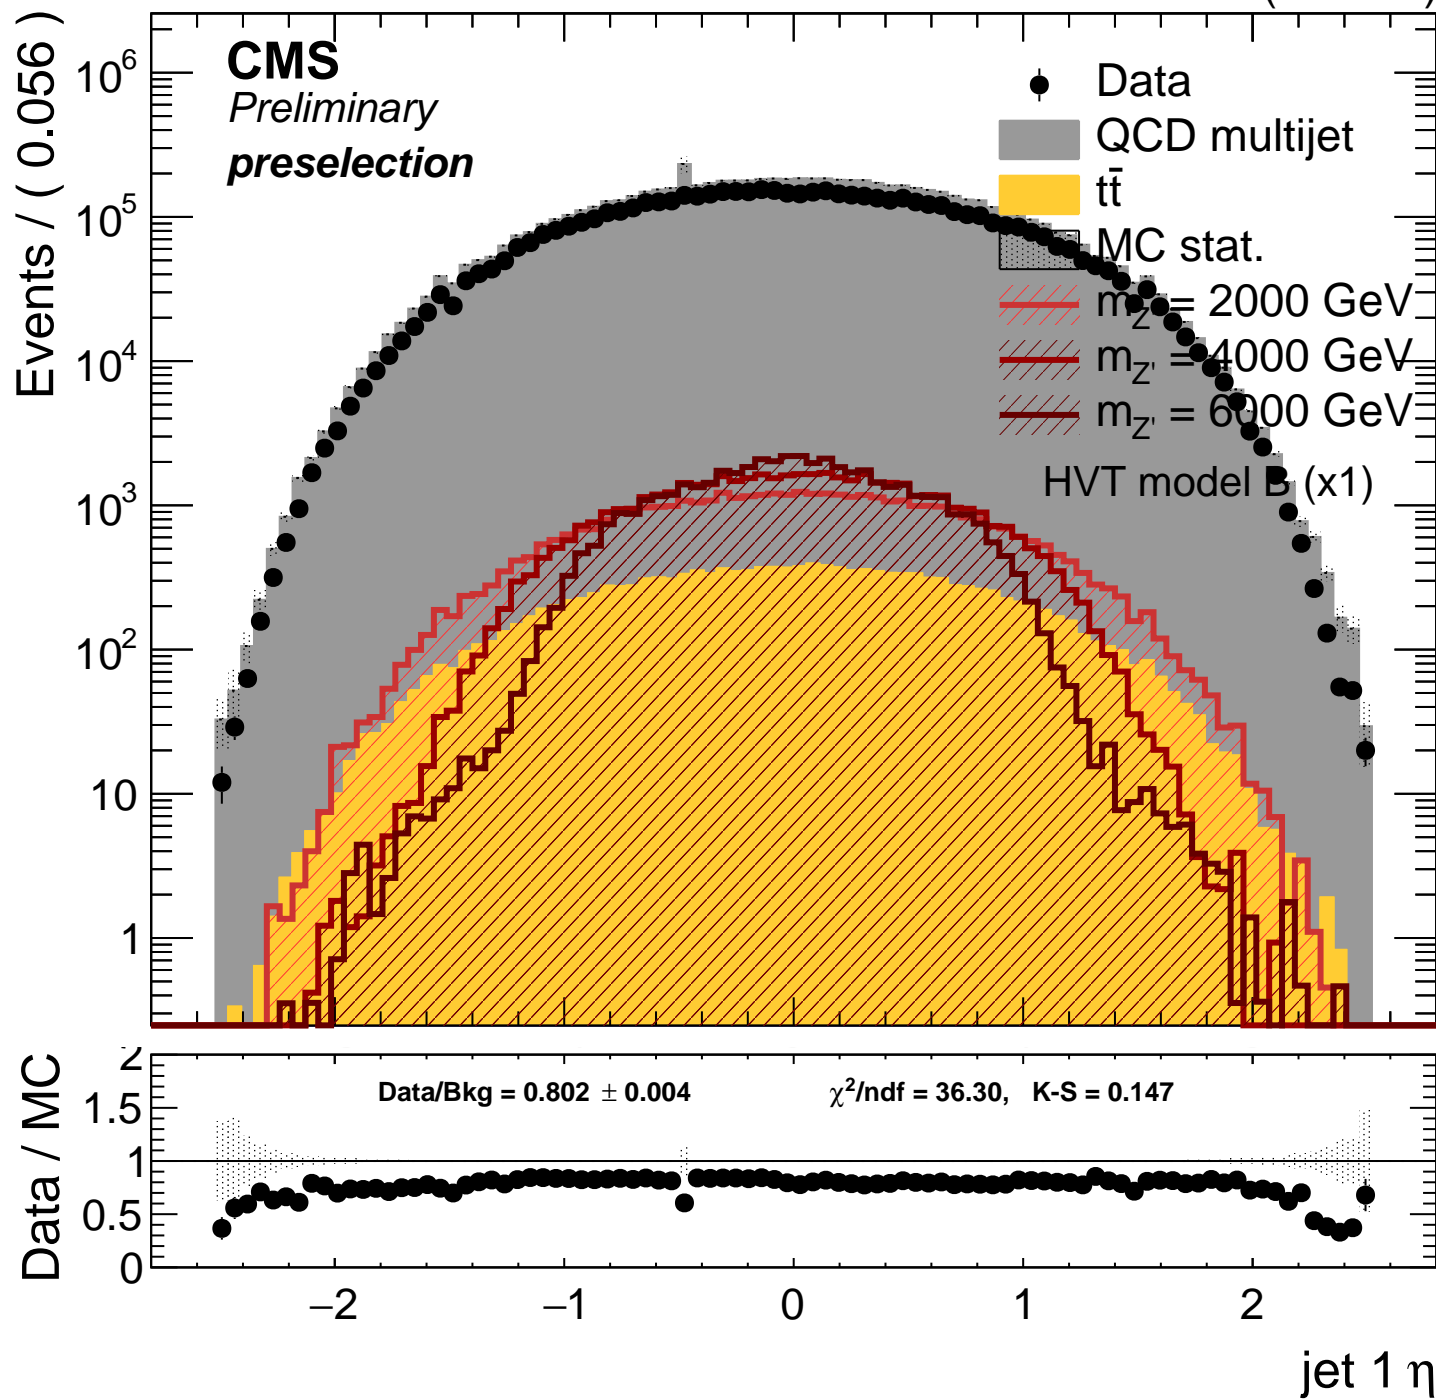 CMS
Preliminary
preselection
Data
QCD multijet
tt̄
MC stat.
m_Z' = 2000 GeV
m_Z' = 4000 GeV
m_Z' = 6000 GeV
HVT model B (x1)
Events / ( 0.056 )
10^6
10^5
10^4
10^3
10^2
10
1
Data / MC
2
1.5
1
0.5
0
Data/Bkg = 0.802 ± 0.004 χ²/ndf = 36.30, K-S = 0.147
−2 −1 0 1 2
jet 1 η